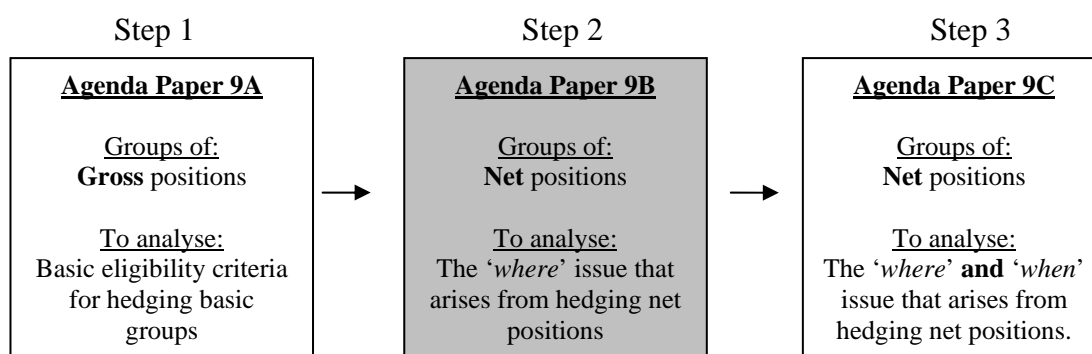 Step 1
Agenda Paper 9A
Groups of:
Gross positions
To analyse:
Basic eligibility criteria
for hedging basic
groups
Step 2
Agenda Paper 9B
Groups of:
Net positions
To analyse:
The ‘where’ issue that
arises from hedging net
positions
Step 3
Agenda Paper 9C
Groups of:
Net positions
To analyse:
The ‘where’ and ‘when’
issue that arises from
hedging net positions.